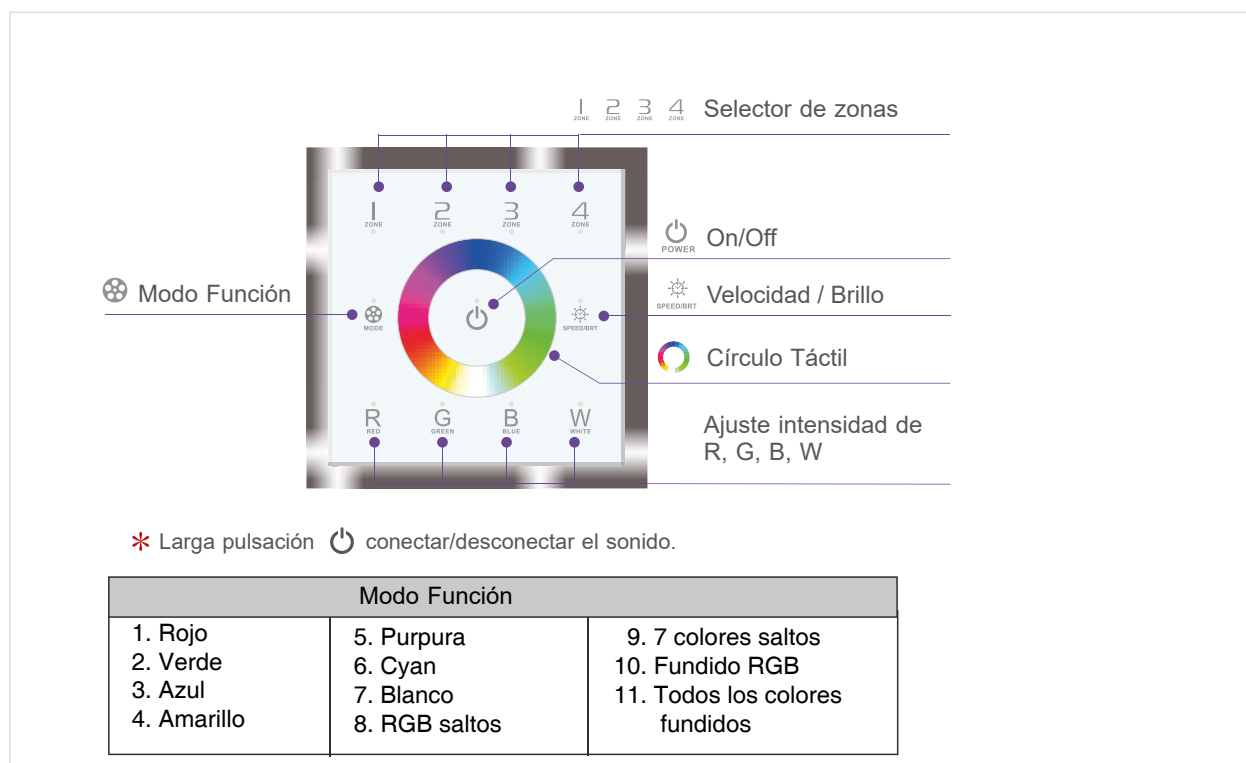 1 2 3 4 Selector de zonas
ZONE ZONE ZONE ZONE
1 2 3 4
ZONE ZONE ZONE ZONE
POWER On/Off
Modo Función
SPEED/BRT Velocidad / Brillo
MODE
SPEED/BRT
Círculo Táctil
R G B W
RED GREEN BLUE WHITE
Ajuste intensidad de
R, G, B, W
* Larga pulsación conectar/desconectar el sonido.
Modo Función
1. Rojo
2. Verde
3. Azul
4. Amarillo
5. Purpura
6. Cyan
7. Blanco
8. RGB saltos
9. 7 colores saltos
10. Fundido RGB
11. Todos los colores
fundidos